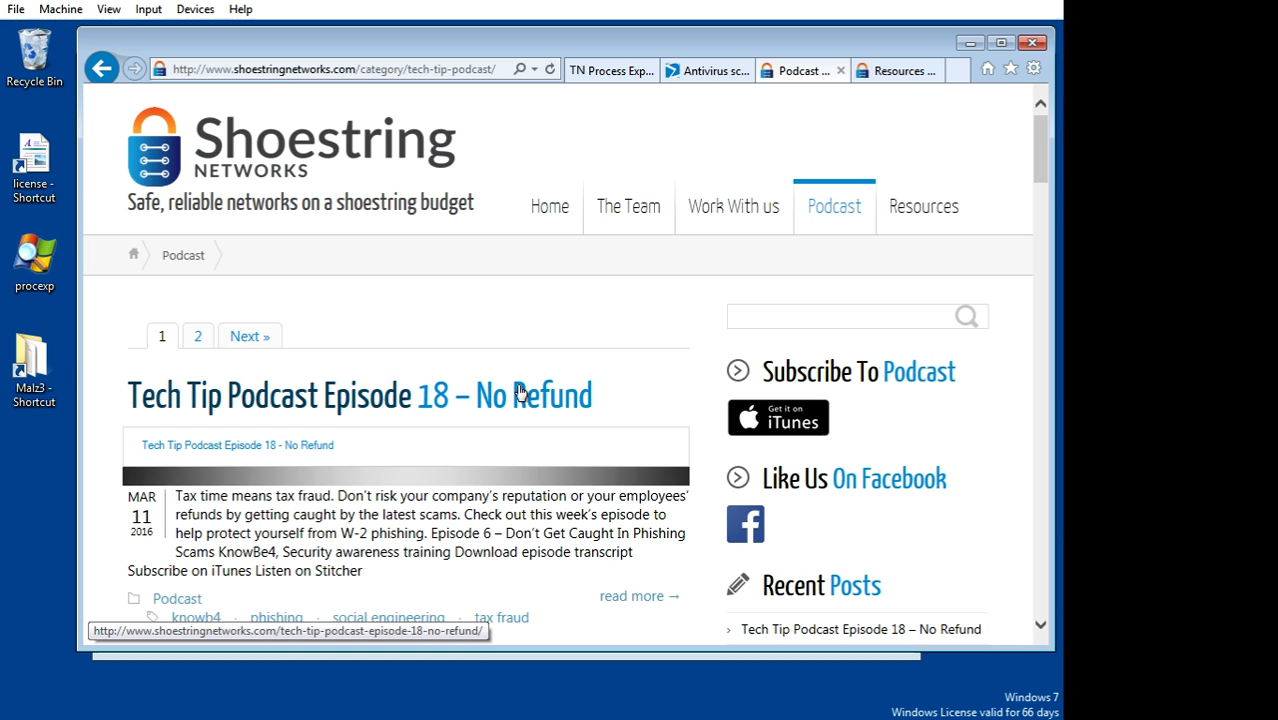 File Machine View Input Devices Help
Recycle Bin
license - Shortcut
procexp
Malz3 - Shortcut
http://www.shoestringnetworks.com/category/tech-tip-podcast/
TN Process Exp...
Antivirus sc...
Podcast ...
Resources ...
Shoestring
NETWORKS
Safe, reliable networks on a shoestring budget
Home The Team Work With us Podcast Resources
Podcast
1 2 Next »
Tech Tip Podcast Episode 18 – No Refund
Tech Tip Podcast Episode 18 - No Refund
MAR
11
2016
Tax time means tax fraud. Don't risk your company's reputation or your employees'
refunds by getting caught by the latest scams. Check out this week's episode to
help protect yourself from W-2 phishing. Episode 6 – Don't Get Caught In Phishing
Scams KnowBe4, Security awareness training Download episode transcript
Subscribe on iTunes Listen on Stitcher
Podcast
read more →
knowb4 · phishing · social engineering · tax fraud
http://www.shoestringnetworks.com/tech-tip-podcast-episode-18-no-refund/
Subscribe To Podcast
Get it on
iTunes
Like Us On Facebook
f
Recent Posts
› Tech Tip Podcast Episode 18 – No Refund
Windows 7
Windows License valid for 66 days